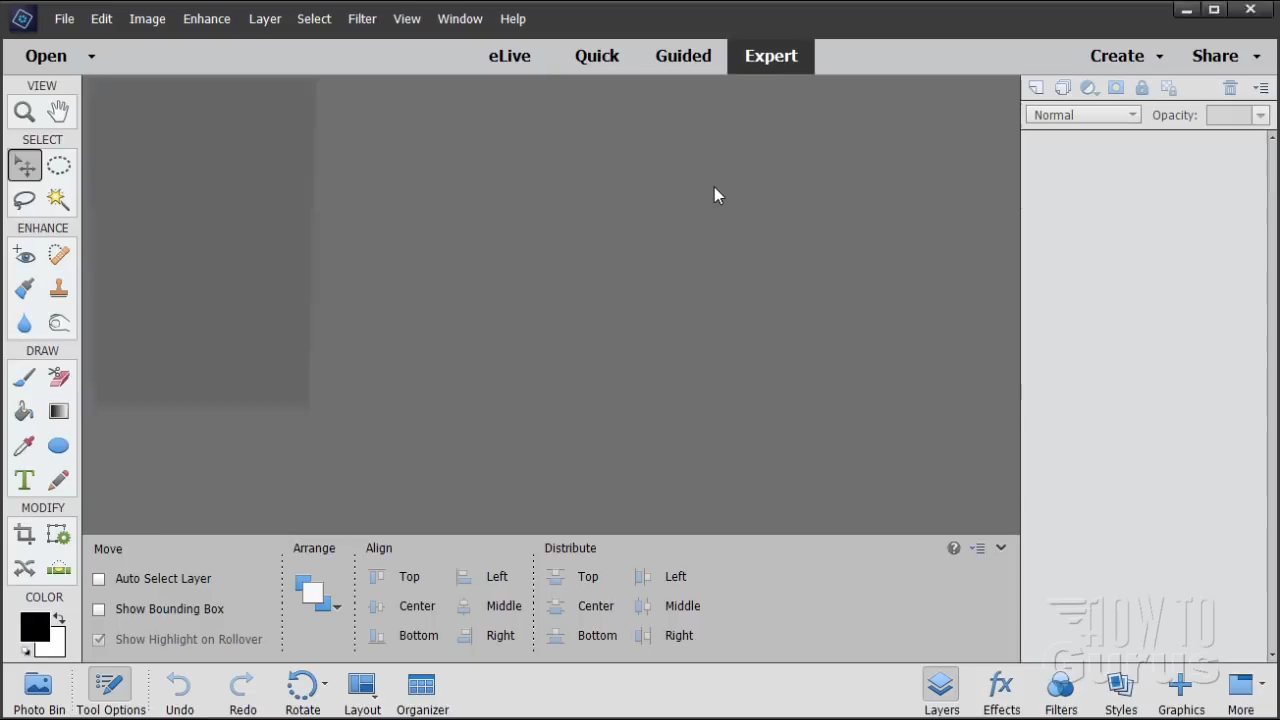 File Edit Image Enhance Layer Select Filter View Window Help
Open eLive Quick Guided Expert Create Share
VIEW
Normal Opacity:
SELECT
ENHANCE
DRAW
T
MODIFY
Move Arrange Align Distribute
Auto Select Layer Top Left Top Left
COLOR
Show Bounding Box Center Middle Center Middle
Show Highlight on Rollover Bottom Right Bottom Right
HOW TO
Gurus
fx
Photo Bin Tool Options Undo Redo Rotate Layout Organizer Layers Effects Filters Styles Graphics More